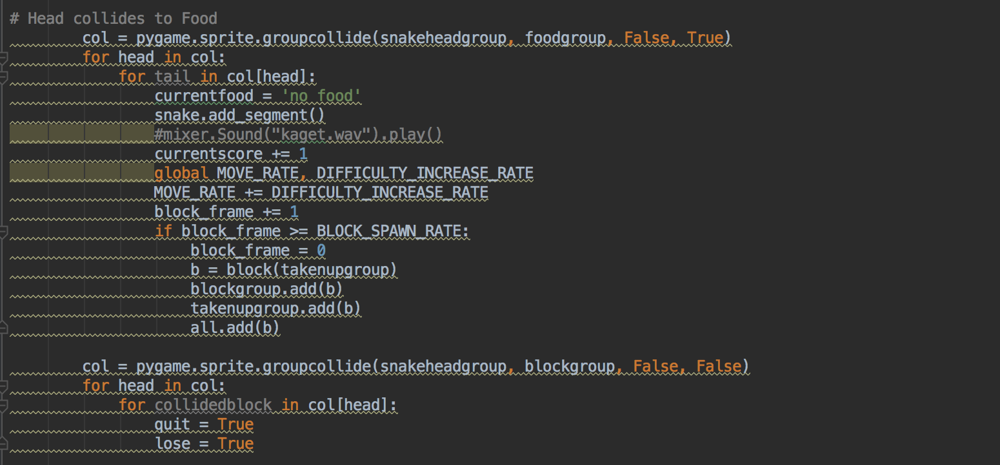 # Head collides to Food
        col = pygame.sprite.groupcollide(snakeheadgroup, foodgroup, False, True)
        for head in col:
            for tail in col[head]:
                currentfood = 'no food'
                snake.add_segment()
                #mixer.Sound("kaget.wav").play()
                currentscore += 1
                global MOVE_RATE, DIFFICULTY_INCREASE_RATE
                MOVE_RATE += DIFFICULTY_INCREASE_RATE
                block_frame += 1
                if block_frame >= BLOCK_SPAWN_RATE:
                    block_frame = 0
                    b = block(takenupgroup)
                    blockgroup.add(b)
                    takenupgroup.add(b)
                    all.add(b)

        col = pygame.sprite.groupcollide(snakeheadgroup, blockgroup, False, False)
        for head in col:
            for collidedblock in col[head]:
                quit = True
                lose = True